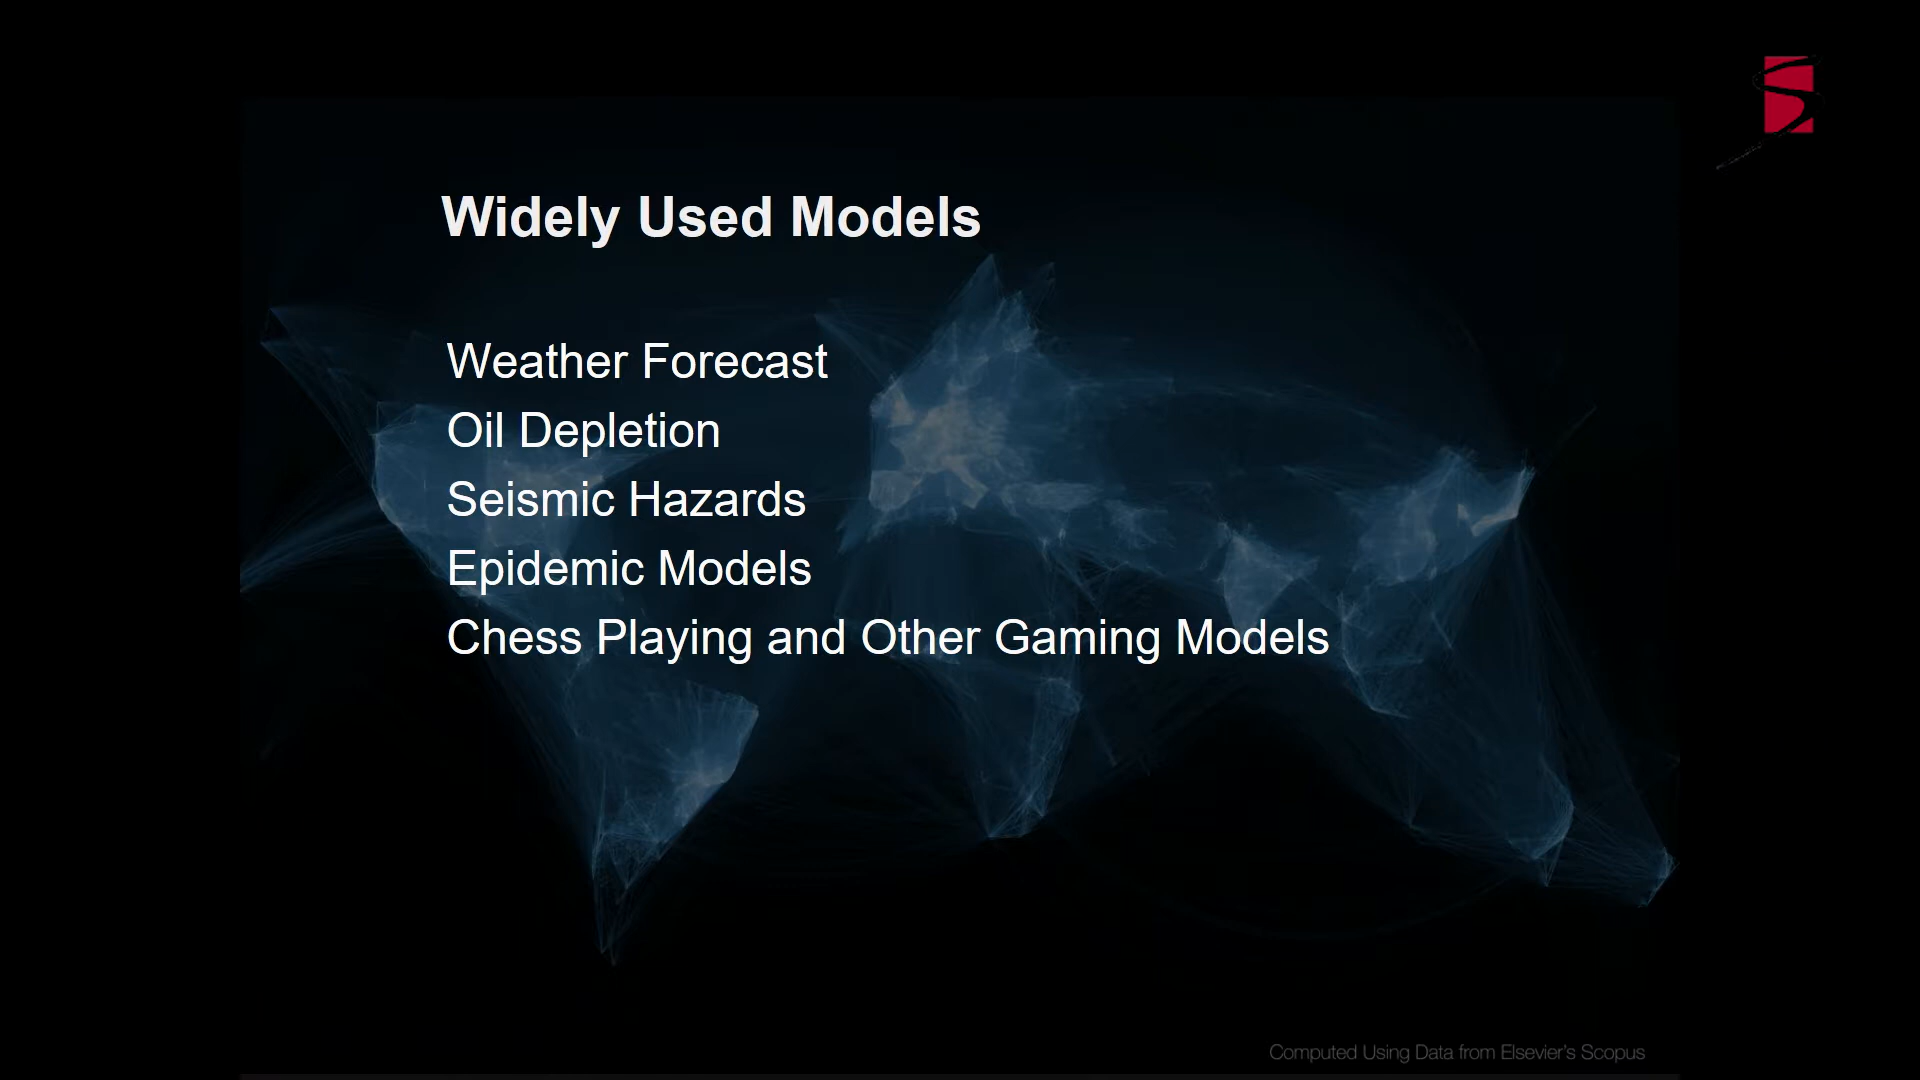 Widely Used Models
Weather Forecast
Oil Depletion
Seismic Hazards
Epidemic Models
Chess Playing and Other Gaming Models
Computed Using Data from Elsevier's Scopus